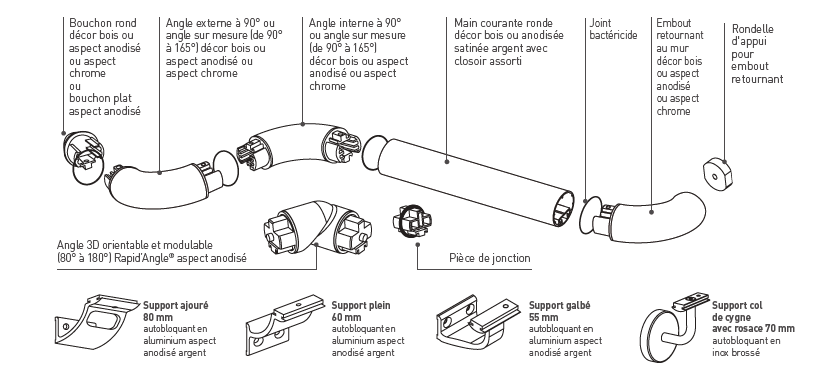 Bouchon rond
décor bois ou
aspect anodisé
ou aspect
chrome
ou
bouchon plat
aspect anodisé
Angle externe à 90° ou
angle sur mesure (de 90°
à 165°) décor bois ou
aspect anodisé ou
aspect chrome
Angle interne à 90°
ou angle sur mesure
(de 90° à 165°)
décor bois ou aspect
anodisé ou aspect
chrome
Main courante ronde
décor bois ou anodisée
satinée argent avec
closoir assorti
Joint
bactéricide
Embout
retournant
au mur
décor bois
ou aspect
anodisé
ou aspect
chrome
Rondelle
d'appui
pour
embout
retournant
Angle 3D orientable et modulable
(80° à 180°) Rapid'Angle® aspect anodisé
Pièce de jonction
Support ajouré
80 mm
autobloquant en
aluminium aspect
anodisé argent
Support plein
60 mm
autobloquant en
aluminium aspect
anodisé argent
Support galbé
55 mm
autobloquant en
aluminium aspect
anodisé argent
Support col
de cygne
avec rosace 70 mm
autobloquant en
inox brossé